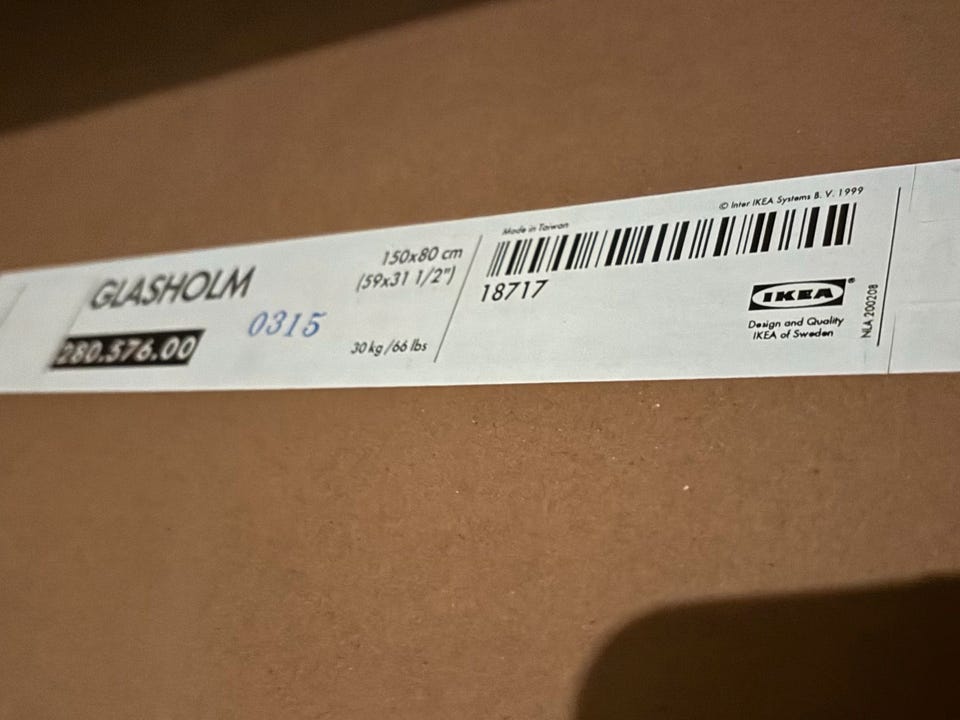 GLASHOLM
280.576.00
0315
150x80 cm
(59x31 1/2")
30 kg/66 lbs
Made in Taiwan
© Inter IKEA Systems B. V. 1999
18717
IKEA®
Design and Quality
IKEA of Sweden
NLA 200208